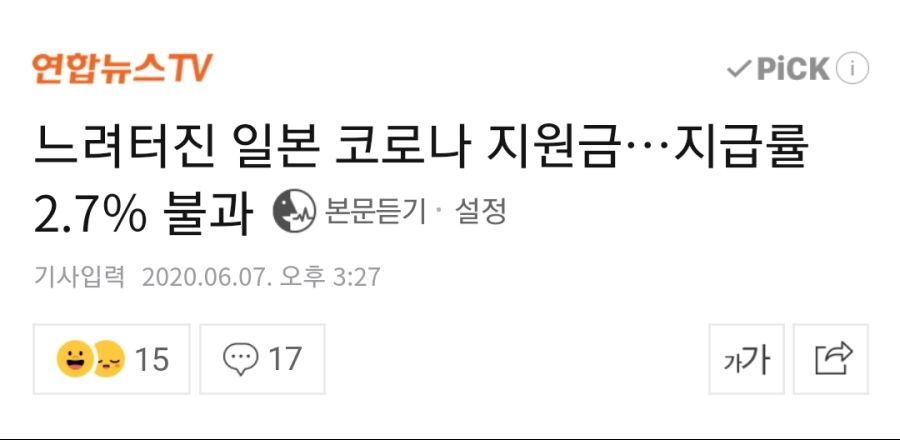 연합뉴스TV
PiCK i
느려터진 일본 코로나 지원금…지급률
2.7% 불과 본문듣기 · 설정
기사입력 2020.06.07. 오후 3:27
15 17 가가